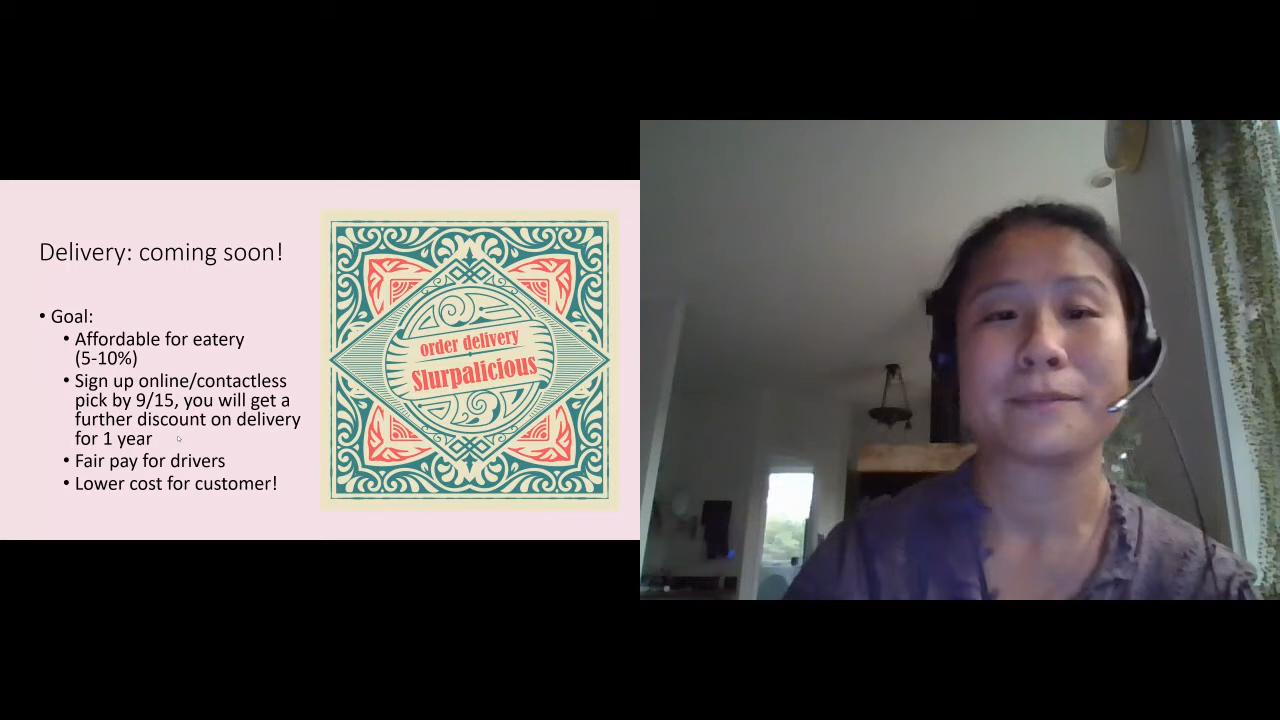 Delivery: coming soon!
• Goal:
• Affordable for eatery
(5-10%)
• Sign up online/contactless
pick by 9/15, you will get a
further discount on delivery
for 1 year
• Fair pay for drivers
• Lower cost for customer!
order delivery
Slurpalicious